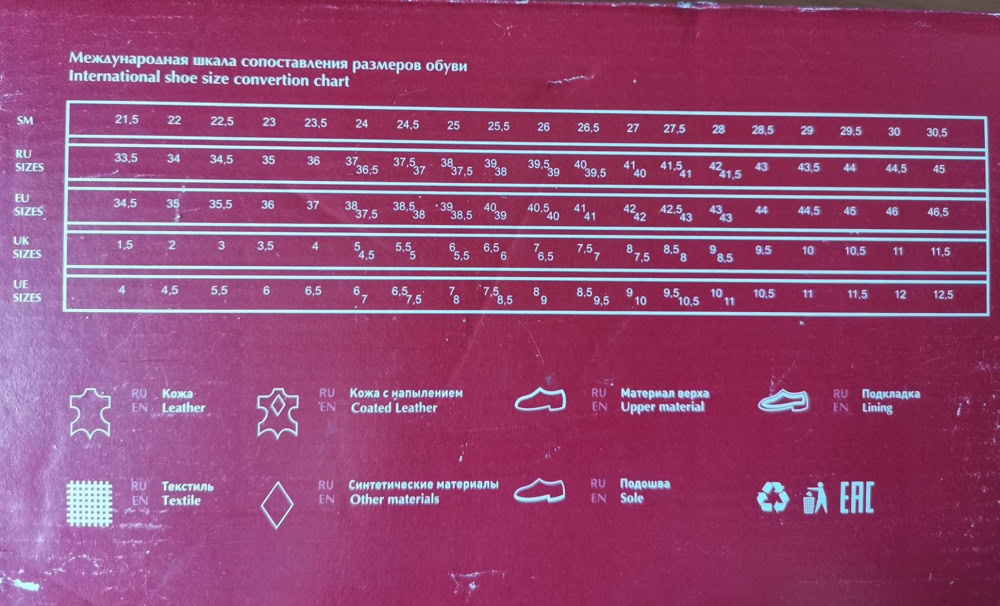 Международная шкала сопоставления размеров обуви
International shoe size convertion chart
SM 21,5 22 22,5 23 23,5 24 24,5 25 25,5 26 26,5 27 27,5 28 28,5 29 29,5 30 30,5
RU SIZES 33,5 34 34,5 35 36 37 36,5 37,5 37 38 37,5 39 38 39,5 39 40 39,5 41 40 41,5 41 42 41,5 43 43,5 44 44,5 45
EU SIZES 34,5 35 35,5 36 37 38 37,5 38,5 38 39 38,5 40 39 40,5 40 41 41 42 42 42,5 43 43 43 44 44,5 45 46 46,5
UK SIZES 1,5 2 3 3,5 4 5 4,5 5,5 5 6 5,5 6,5 6 7 6,5 7,5 7 8 7,5 8,5 8 9 8,5 9,5 10 10,5 11 11,5
UE SIZES 4 4,5 5,5 6 6,5 6 7 6,5 7,5 7 8 7,5 8,5 8 9 8,5 9,5 9 10 9,5 10,5 10 11 10,5 11 11,5 12 12,5
RU Кожа RU Кожа с напылением RU Материал верха RU Подкладка
EN Leather EN Coated Leather EN Upper material EN Lining
RU Текстиль RU Синтетические материалы RU Подошва
EN Textile EN Other materials EN Sole
EAC